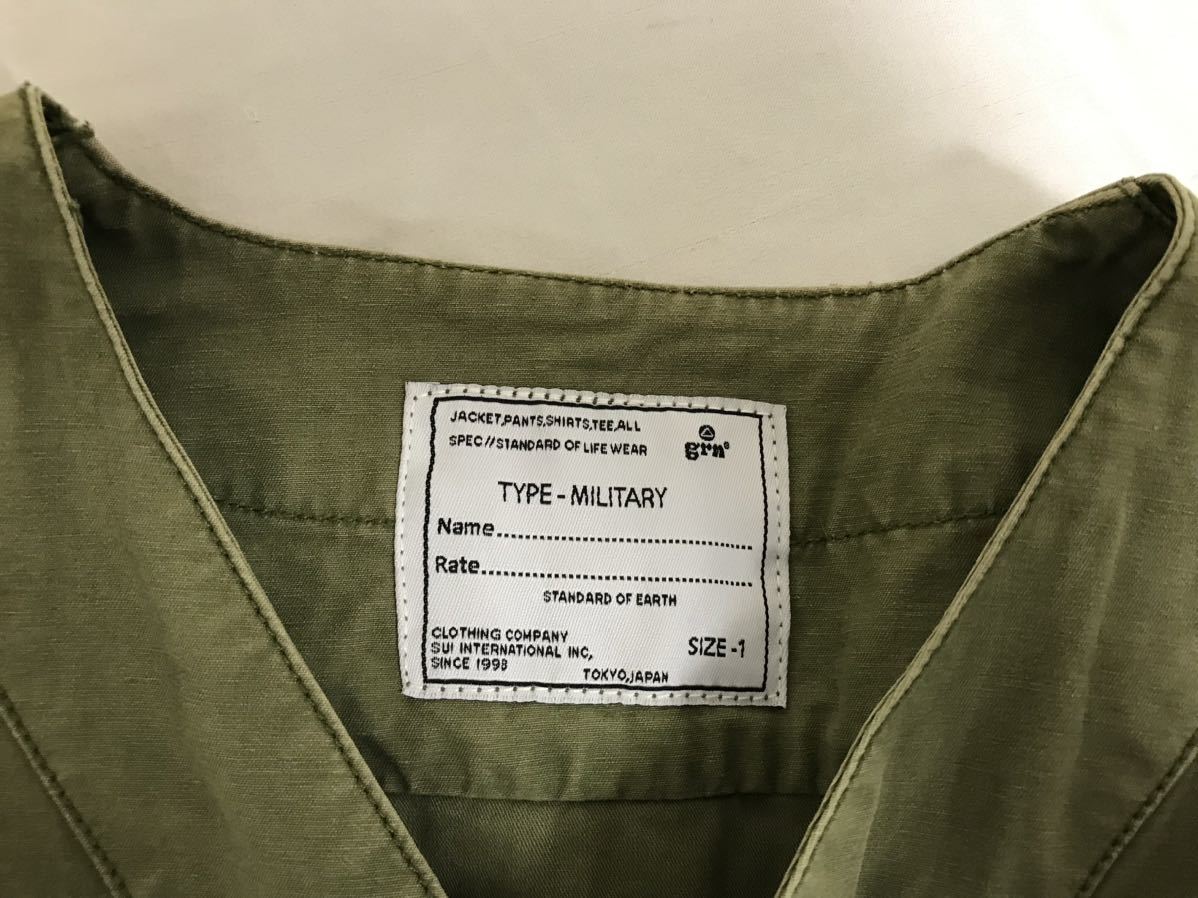 JACKET,PANTS,SHIRTS,TEE,ALL
SPEC//STANDARD OF LIFE WEAR
grn®
TYPE-MILITARY
Name........................................
Rate..........................................
STANDARD OF EARTH
CLOTHING COMPANY
SUI INTERNATIONAL INC,
SINCE 1998
TOKYO,JAPAN
SIZE-1